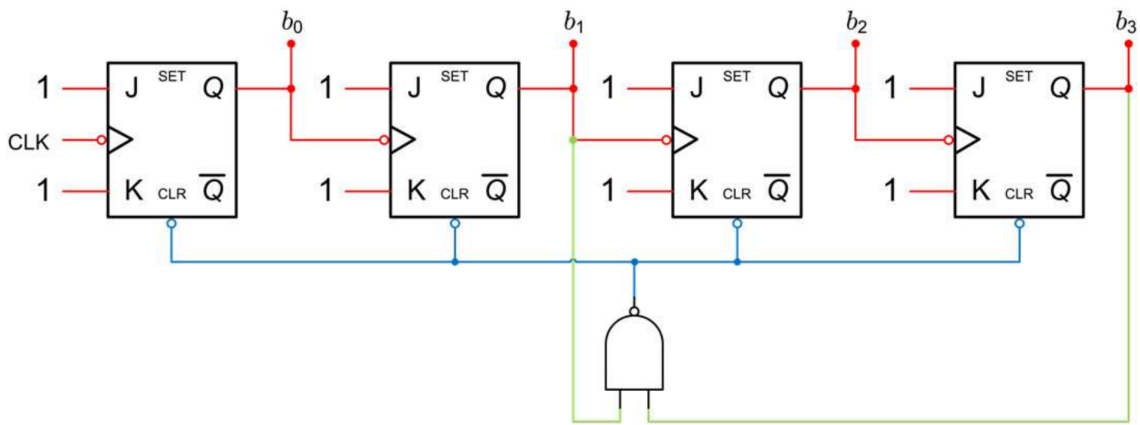 b₀ b₁ b₂ b₃
1 J SET Q 1 J SET Q 1 J SET Q 1 J SET Q
CLK
1 K CLR Q̅ 1 K CLR Q̅ 1 K CLR Q̅ 1 K CLR Q̅